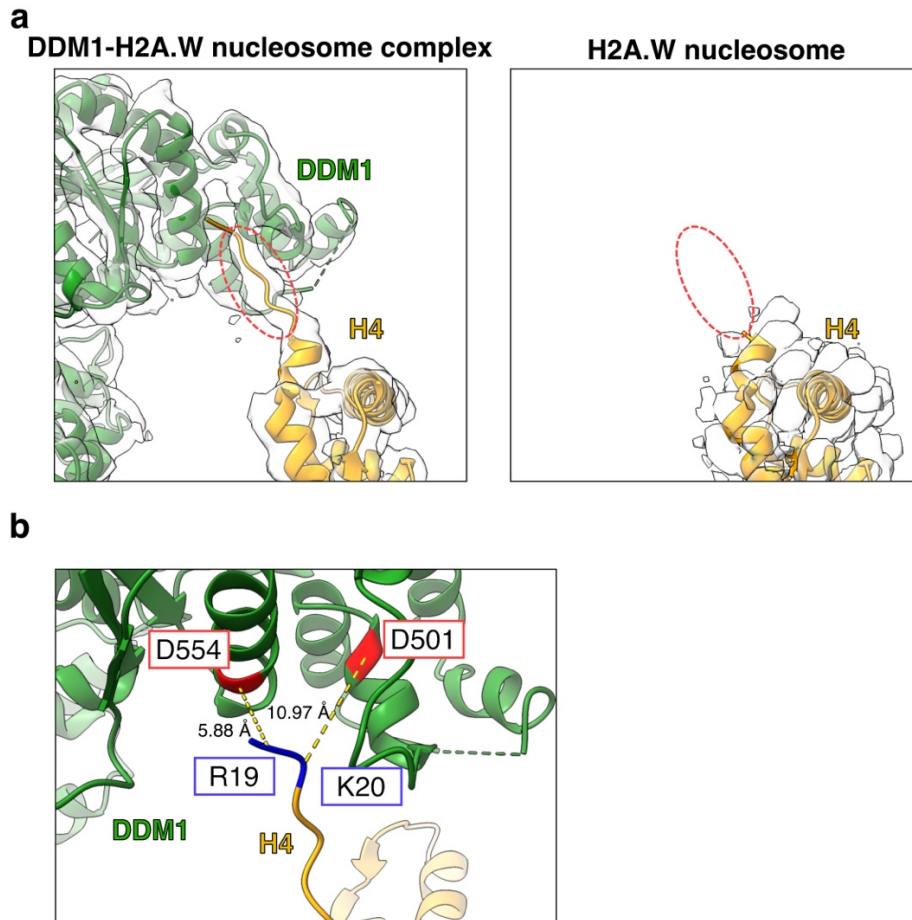 a
DDM1-H2A.W nucleosome complex
H2A.W nucleosome
DDM1
H4
H4
b
D554
D501
10.97 Å
5.88 Å
R19
K20
DDM1
H4